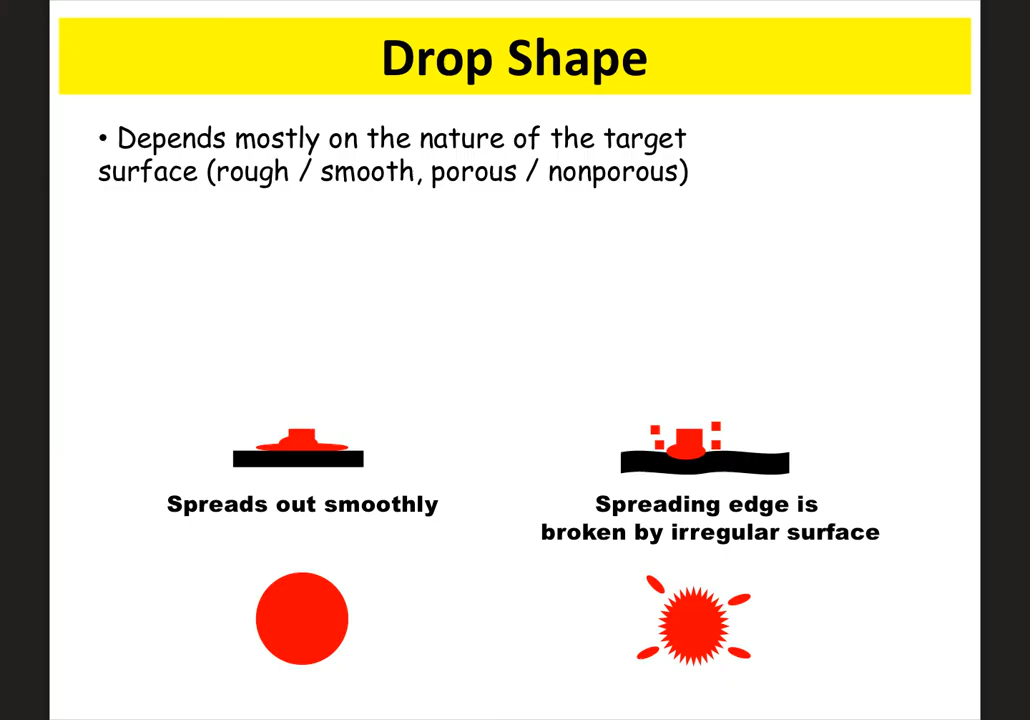 Drop Shape
• Depends mostly on the nature of the target
surface (rough / smooth, porous / nonporous)
Spreads out smoothly
Spreading edge is
broken by irregular surface